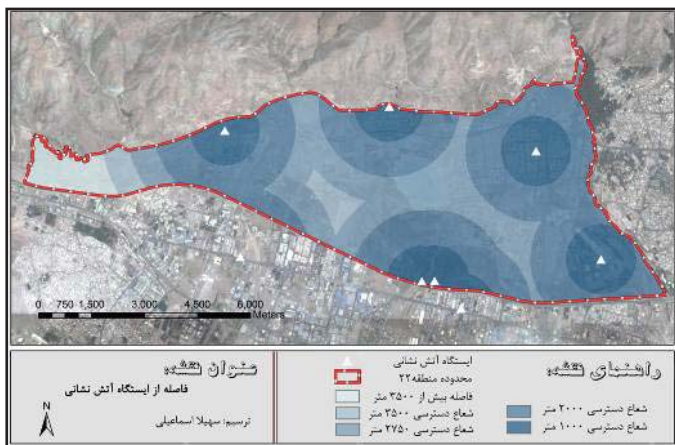 0 750 1,500 3,000 4,500 6,000
Meters
راهنمای نقشه:
ایستگاه آتش نشانی
محدوده منطقه۲۲
فاصله بیش از ۳۵۰۰ متر
شعاع دسترسی ۳۵۰۰ متر
شعاع دسترسی ۲۷۵۰ متر
شعاع دسترسی ۲۰۰۰ متر
شعاع دسترسی ۱۰۰۰ متر
عنوان نقشه:
فاصله از ایستگاه آتش نشانی
ترسیم: سهیلا اسماعیلی
N